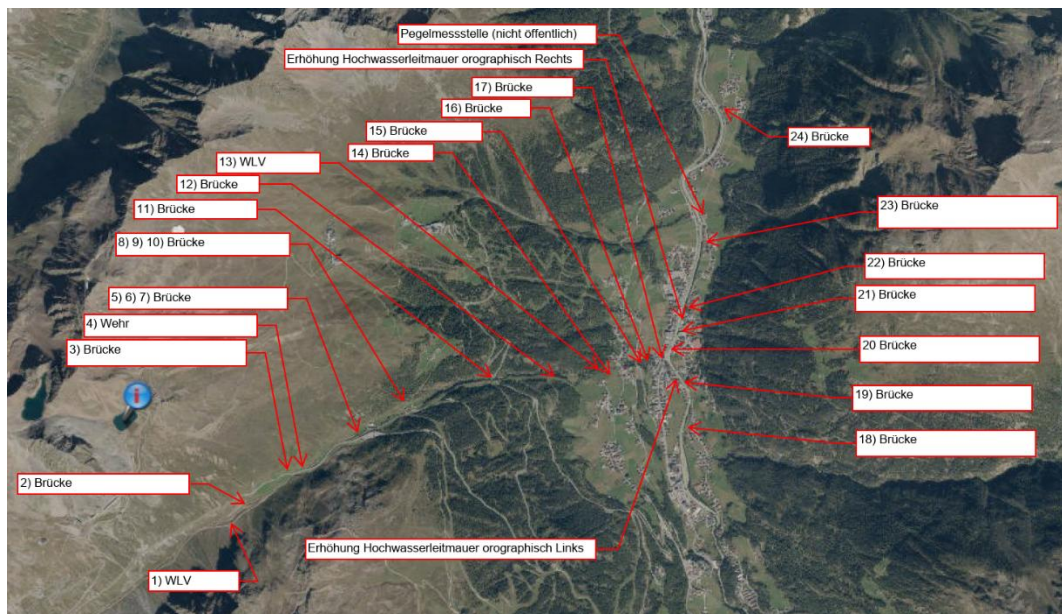 Pegelmessstelle (nicht öffentlich)
Erhöhung Hochwasserleitmauer orographisch Rechts
17) Brücke
16) Brücke
15) Brücke
14) Brücke
13) WLV
12) Brücke
11) Brücke
8) 9) 10) Brücke
5) 6) 7) Brücke
4) Wehr
3) Brücke
2) Brücke
1) WLV
Erhöhung Hochwasserleitmauer orographisch Links
24) Brücke
23) Brücke
22) Brücke
21) Brücke
20 Brücke
19) Brücke
18) Brücke